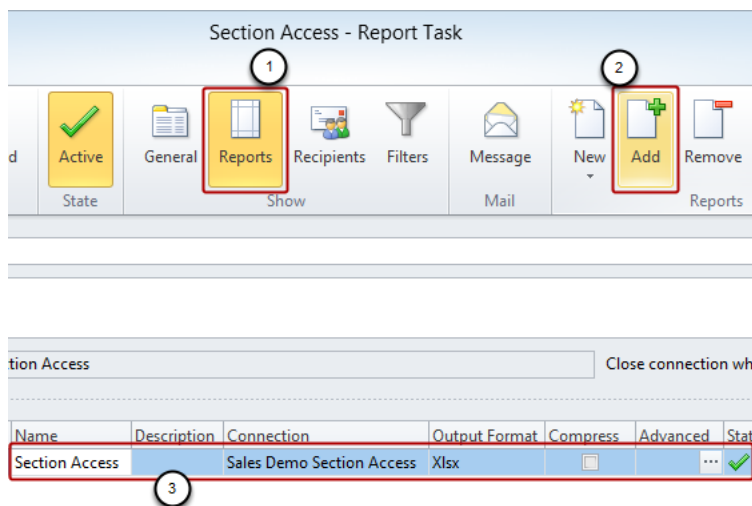 Section Access - Report Task
1
2
d Active General Reports Recipients Filters Message New Add Remove
State Show Mail Reports
tion Access Close connection wh
Name Description Connection Output Format Compress Advanced Stat
Section Access Sales Demo Section Access Xlsx ...
3